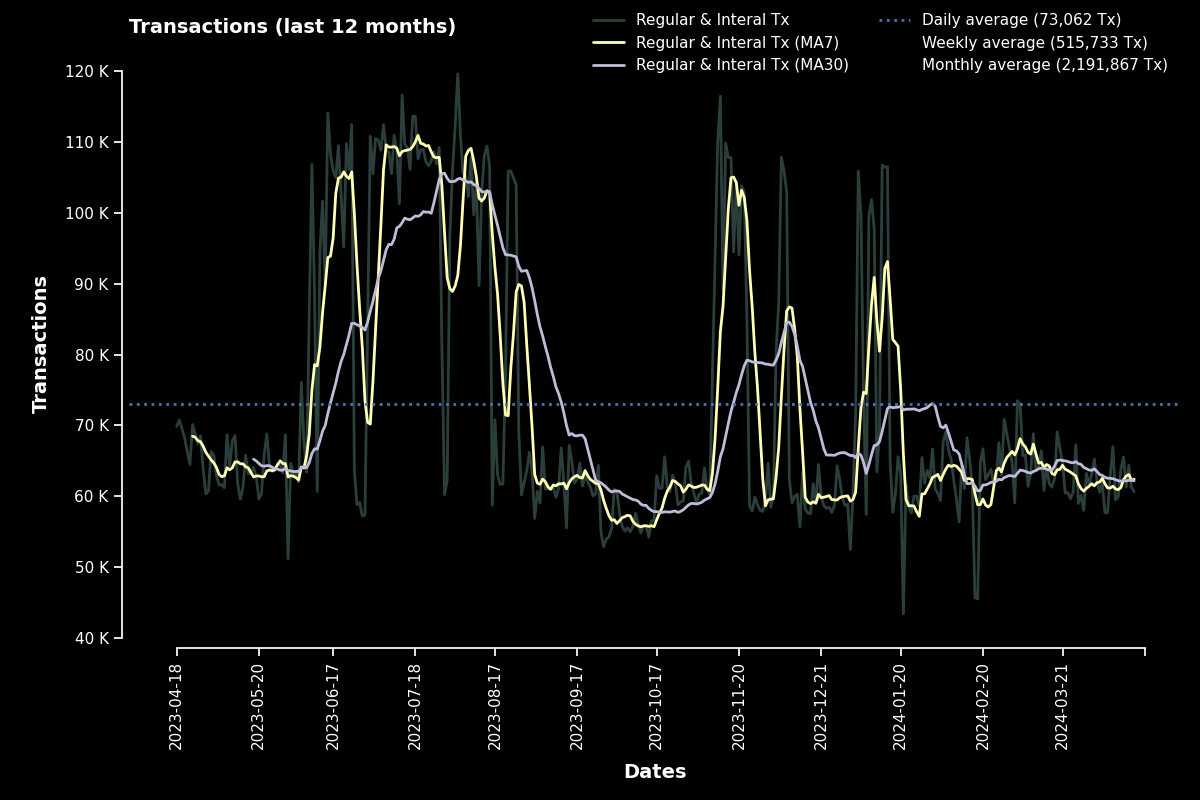 Transactions (last 12 months)
Regular & Interal Tx
Regular & Interal Tx (MA7)
Regular & Interal Tx (MA30)
Daily average (73,062 Tx)
Weekly average (515,733 Tx)
Monthly average (2,191,867 Tx)
120 K
110 K
100 K
90 K
80 K
70 K
60 K
50 K
40 K
Transactions
2023-04-18
2023-05-20
2023-06-17
2023-07-18
2023-08-17
2023-09-17
2023-10-17
2023-11-20
2023-12-21
2024-01-20
2024-02-20
2024-03-21
Dates